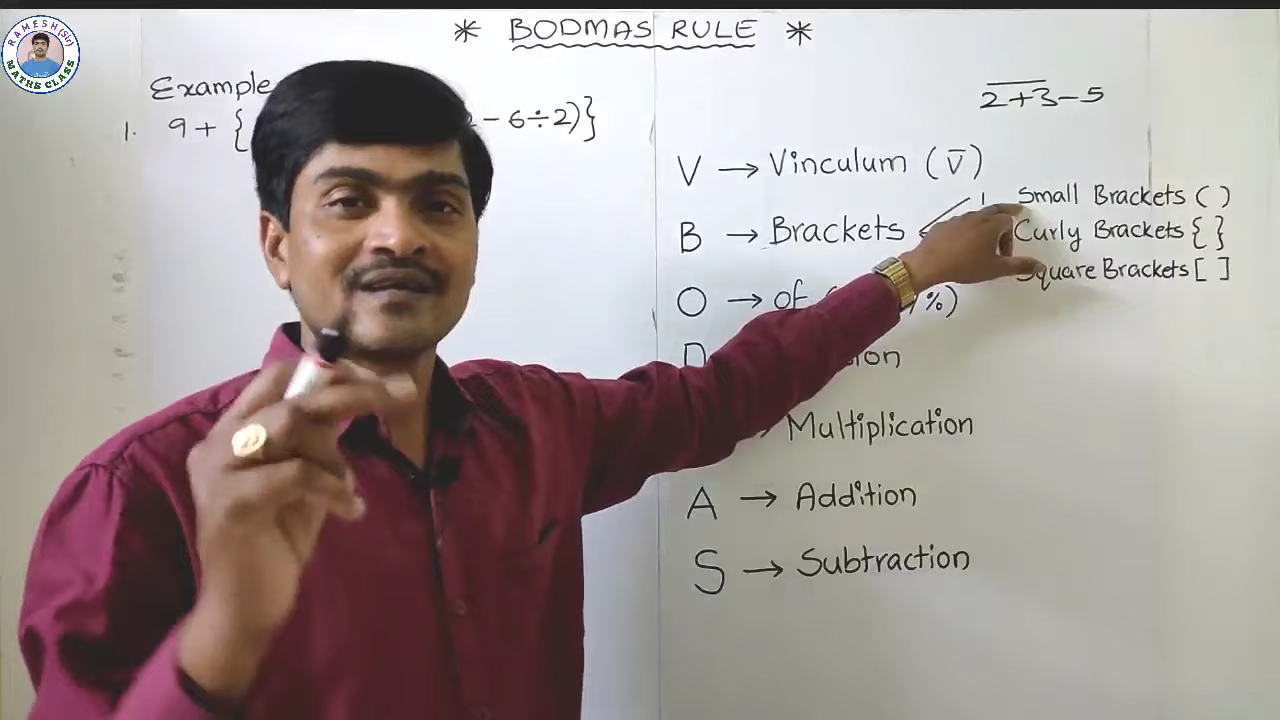 RAMESH (Sir)
MATHS CLASS
* BODMAS RULE *
Example
1. 9 + { - 6 ÷ 2)}
2+3 - 5
V → Vinculum (V̅)
B → Brackets
Small Brackets ( )
Curly Brackets { }
Square Brackets [ ]
O → of %)
D
Multiplication
A → Addition
S → Subtraction